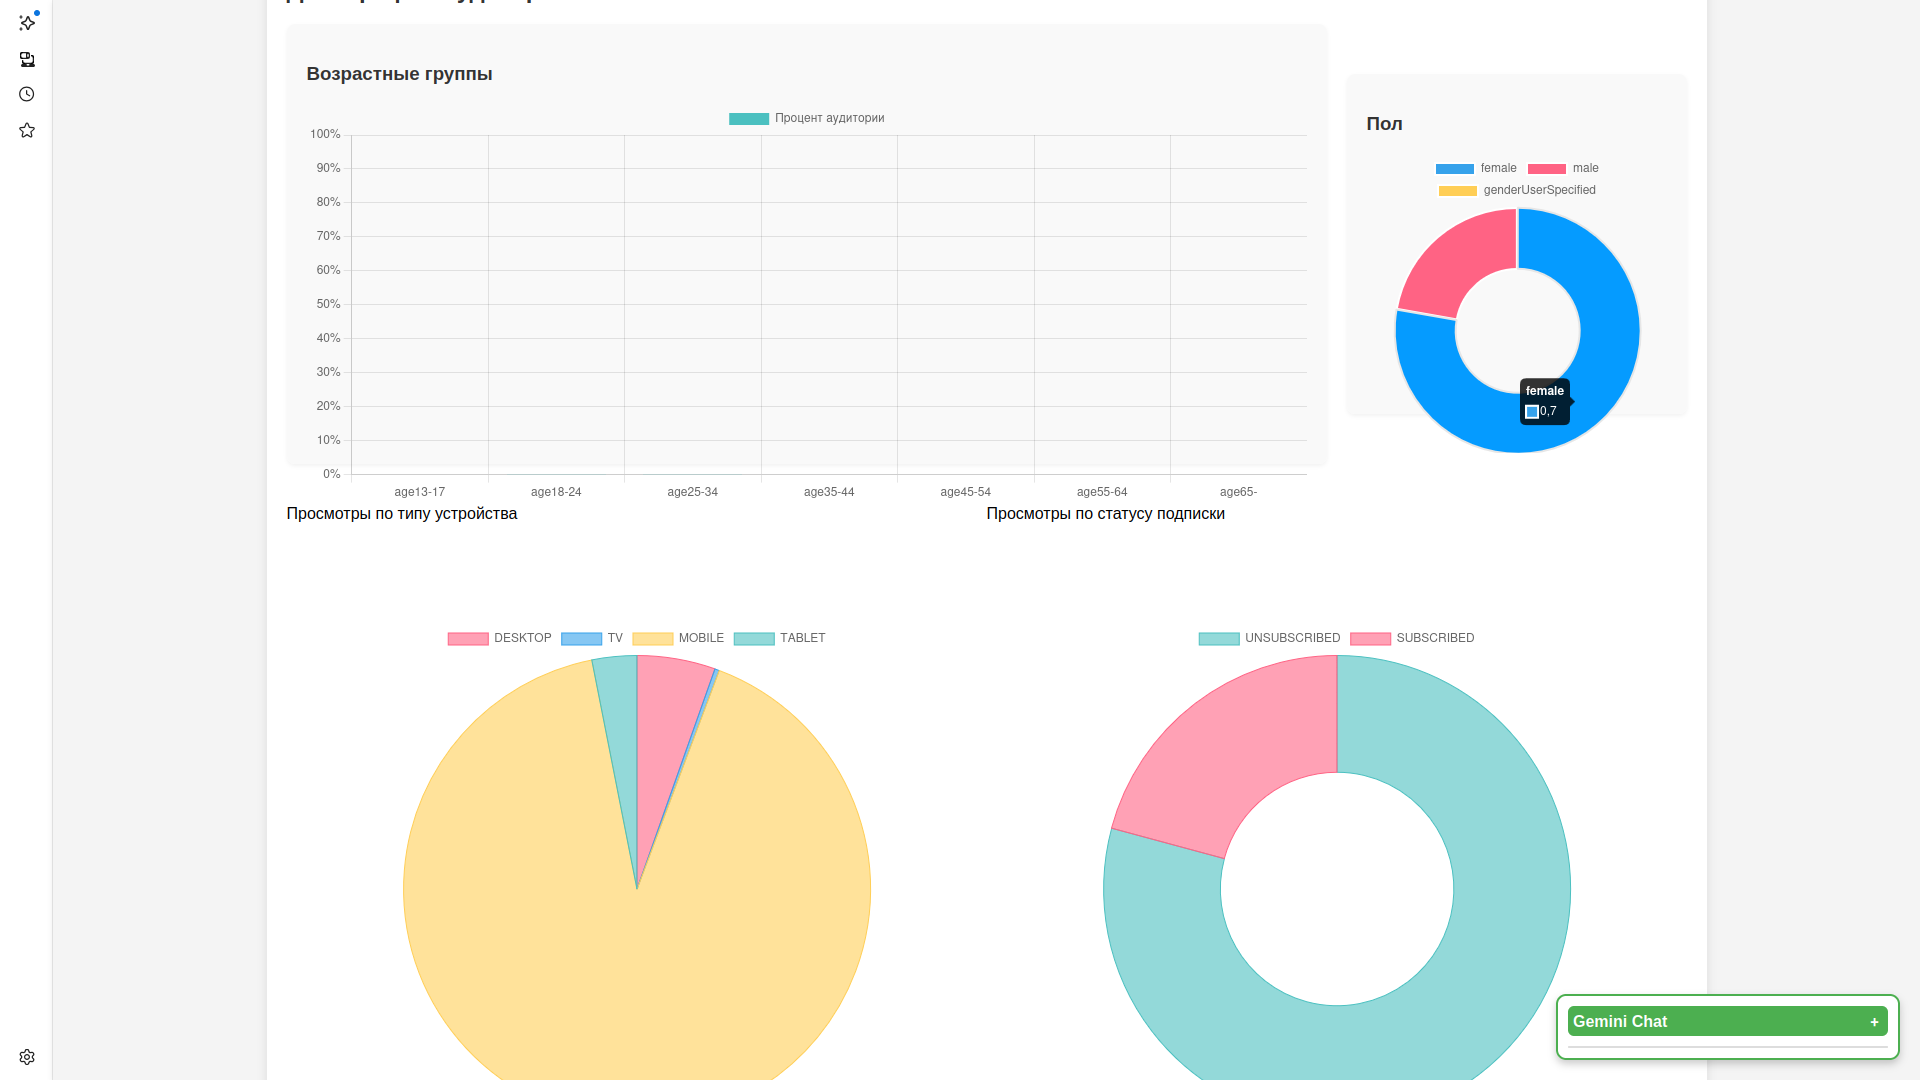 Возрастные группы
Процент аудитории
100%
90%
80%
70%
60%
50%
40%
30%
20%
10%
0%
age13-17 age18-24 age25-34 age35-44 age45-54 age55-64 age65-
Пол
female male
genderUserSpecified
female
0,7
Просмотры по типу устройства
DESKTOP TV MOBILE TABLET
Просмотры по статусу подписки
UNSUBSCRIBED SUBSCRIBED
Gemini Chat +